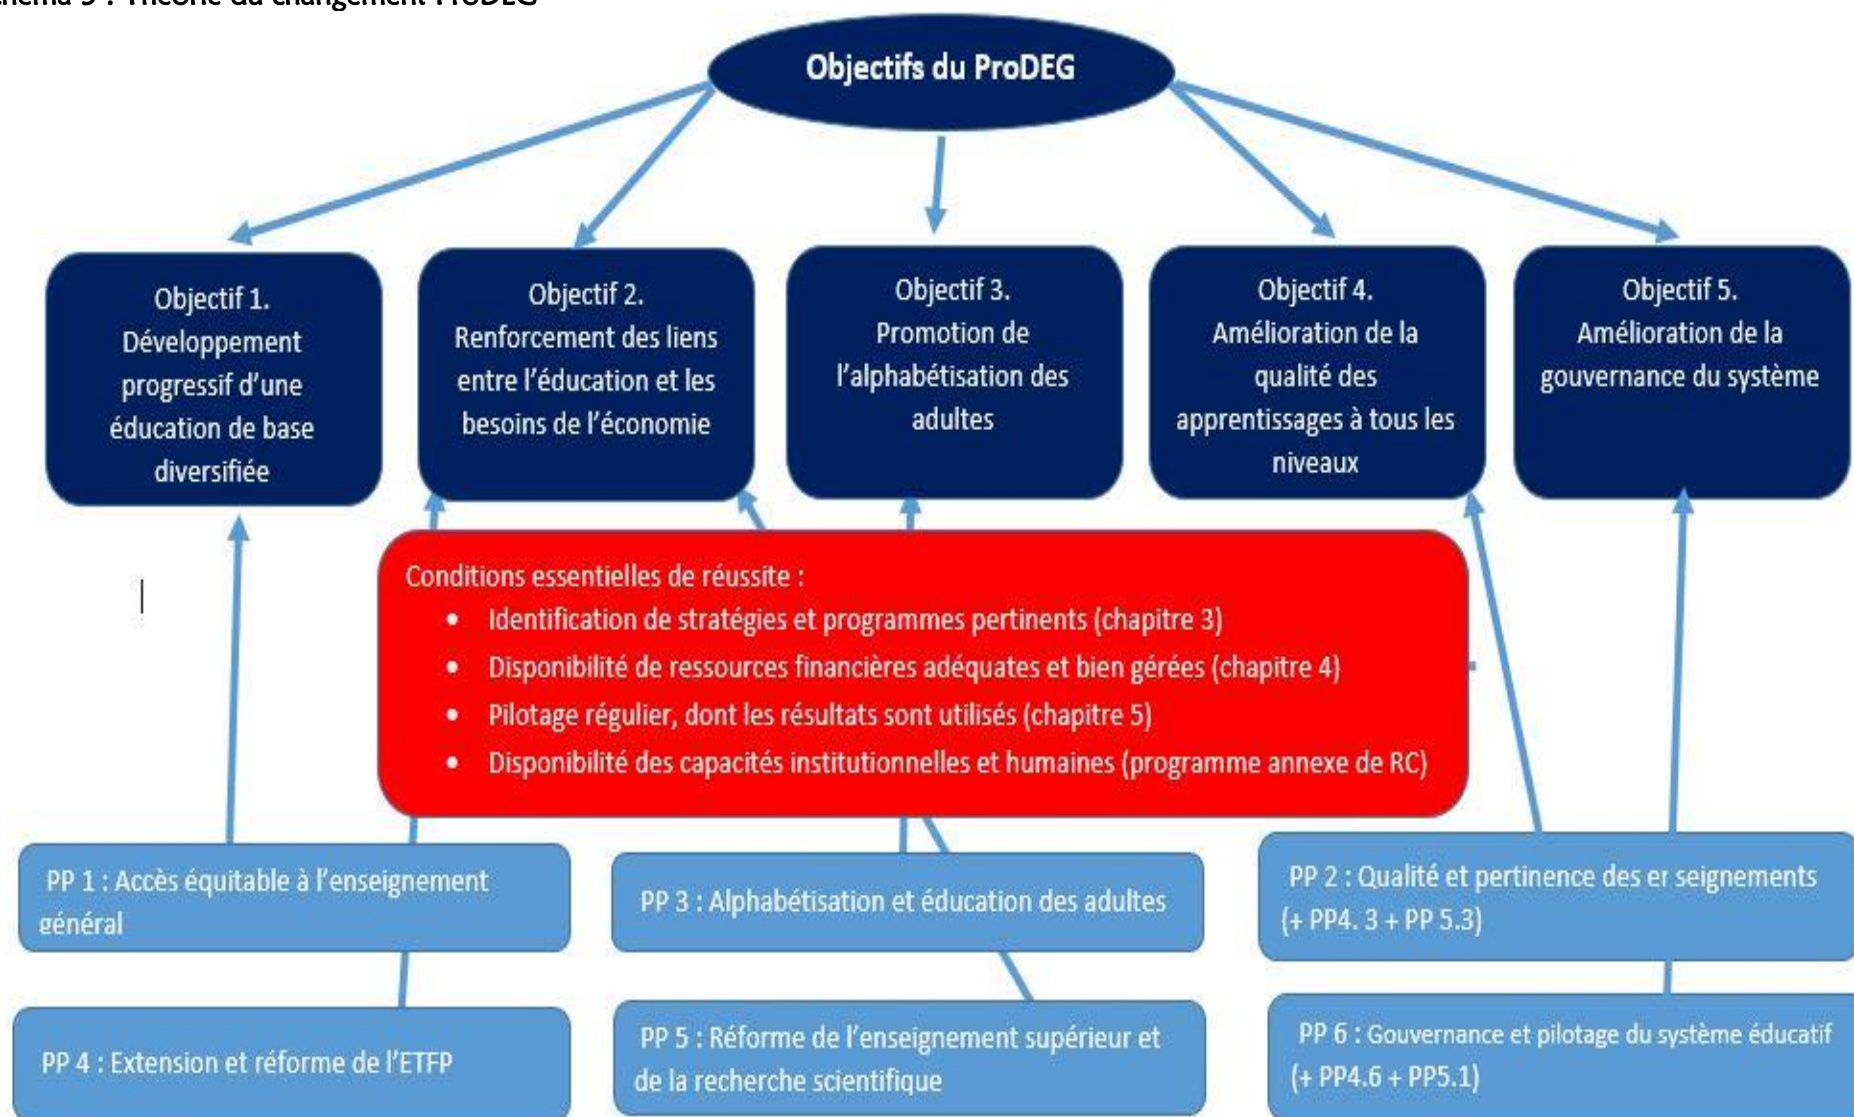 : Théorie du changement ProDEG
Objectifs du ProDEG
Objectif 1.
Développement
progressif d'une
éducation de base
diversifiée
Objectif 2.
Renforcement des liens
entre l'éducation et les
besoins de l'économie
Objectif 3.
Promotion de
l'alphabétisation des
adultes
Objectif 4.
Amélioration de la
qualité des
apprentissages à tous les
niveaux
Objectif 5.
Amélioration de la
gouvernance du système
Conditions essentielles de réussite :
• Identification de stratégies et programmes pertinents (chapitre 3)
• Disponibilité de ressources financières adéquates et bien gérées (chapitre 4)
• Pilotage régulier, dont les résultats sont utilisés (chapitre 5)
• Disponibilité des capacités institutionnelles et humaines (programme annexe de RC)
PP 1 : Accès équitable à l'enseignement
général
PP 3 : Alphabétisation et éducation des adultes
PP 2 : Qualité et pertinence des er seignements
(+ PP4. 3 + PP 5.3)
PP 4 : Extension et réforme de l'ETFP
PP 5 : Réforme de l'enseignement supérieur et
de la recherche scientifique
PP 6 : Gouvernance et pilotage du système éducatif
(+ PP4.6 + PP5.1)